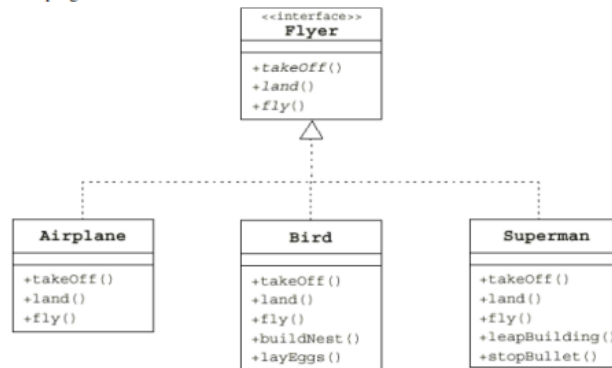 <<interface>>
Flyer
+takeOff()
+land()
+fly()
Airplane
+takeOff()
+land()
+fly()
Bird
+takeOff()
+land()
+fly()
+buildNest()
+layEggs()
Superman
+takeOff()
+land()
+fly()
+leapBuilding()
+stopBullet()